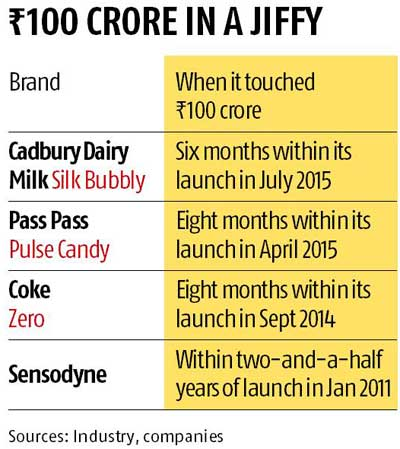 ₹100 CRORE IN A JIFFY
Brand
When it touched
₹100 crore
Cadbury Dairy
Milk Silk Bubbly
Six months within its
launch in July 2015
Pass Pass
Pulse Candy
Eight months within its
launch in April 2015
Coke
Zero
Eight months within its
launch in Sept 2014
Sensodyne
Within two-and-a-half
years of launch in Jan 2011
Sources: Industry, companies